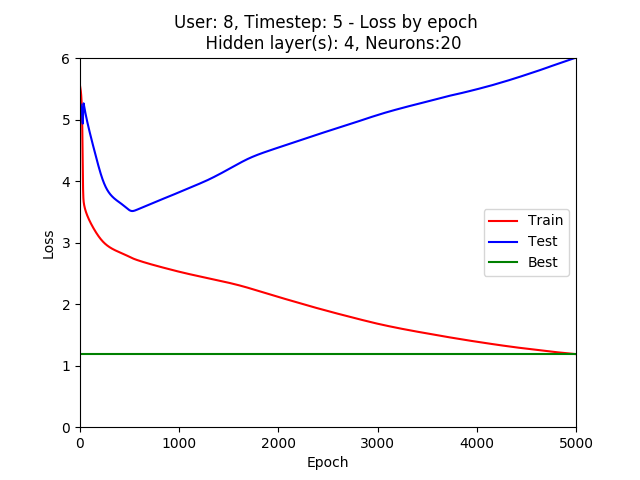 User: 8, Timestep: 5 - Loss by epoch
Hidden layer(s): 4, Neurons:20
6
5
4
3
2
1
0
Loss
Train
Test
Best
0 1000 2000 3000 4000 5000
Epoch